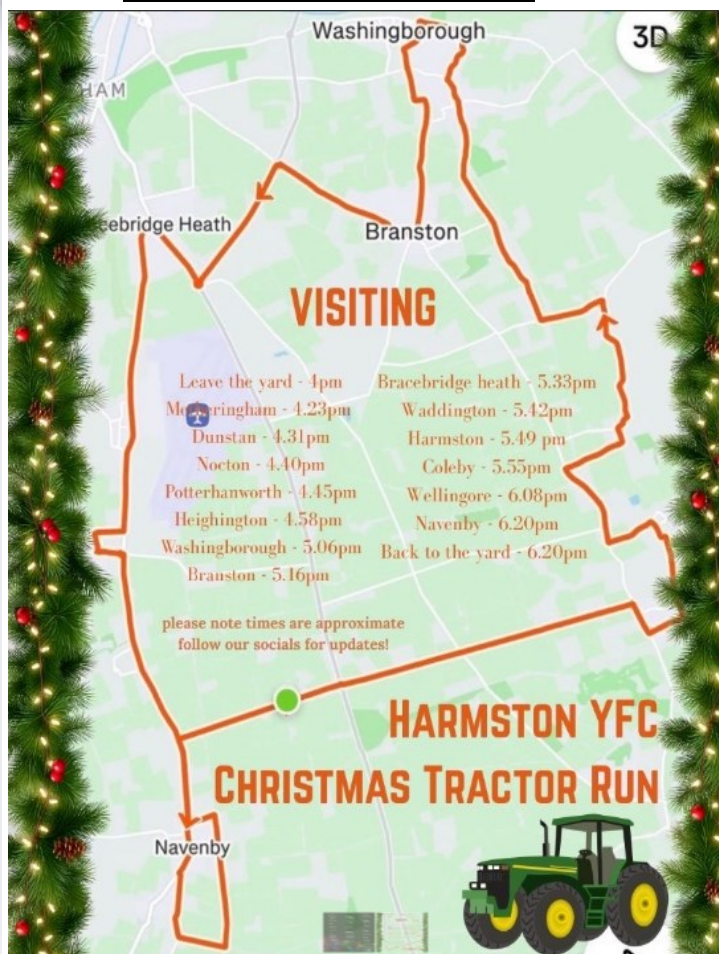 Washingborough
3D
HAM
ebridge Heath
Branston
VISITING
Leave the yard - 4pm
Metheringham - 4.23pm
Dunstan - 4.31pm
Nocton - 4.40pm
Potterhanworth - 4.45pm
Heighington - 4.58pm
Washingborough - 5.06pm
Branston - 5.16pm
Bracebridge heath - 5.33pm
Waddington - 5.42pm
Harmston - 5.49 pm
Coleby - 5.55pm
Wellingore - 6.08pm
Navenby - 6.20pm
Back to the yard - 6.20pm
please note times are approximate
follow our socials for updates!
HARMSTON YFC
CHRISTMAS TRACTOR RUN
Navenby